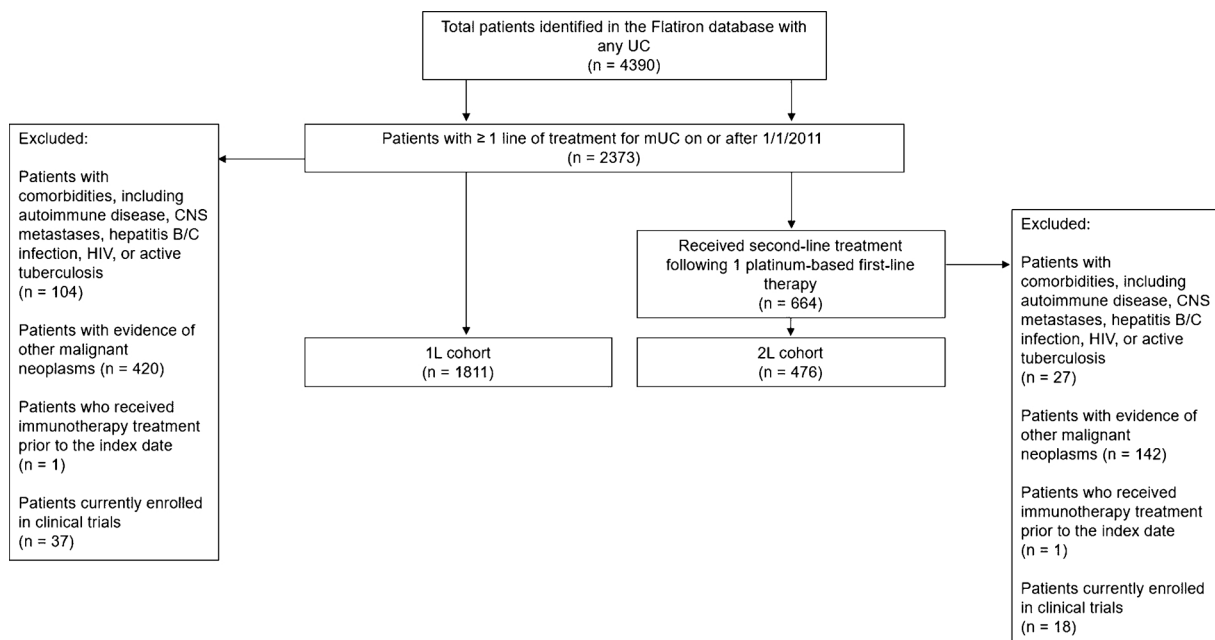 Total patients identified in the Flatiron database with
any UC
(n = 4390)
Patients with ≥ 1 line of treatment for mUC on or after 1/1/2011
(n = 2373)
Excluded:
Patients with
comorbidities, including
autoimmune disease, CNS
metastases, hepatitis B/C
infection, HIV, or active
tuberculosis
(n = 104)
Patients with evidence of
other malignant
neoplasms (n = 420)
Patients who received
immunotherapy treatment
prior to the index date
(n = 1)
Patients currently enrolled
in clinical trials
(n = 37)
Received second-line treatment
following 1 platinum-based first-line
therapy
(n = 664)
1L cohort
(n = 1811)
2L cohort
(n = 476)
Excluded:
Patients with
comorbidities, including
autoimmune disease, CNS
metastases, hepatitis B/C
infection, HIV, or active
tuberculosis
(n = 27)
Patients with evidence of
other malignant
neoplasms (n = 142)
Patients who received
immunotherapy treatment
prior to the index date
(n = 1)
Patients currently enrolled
in clinical trials
(n = 18)